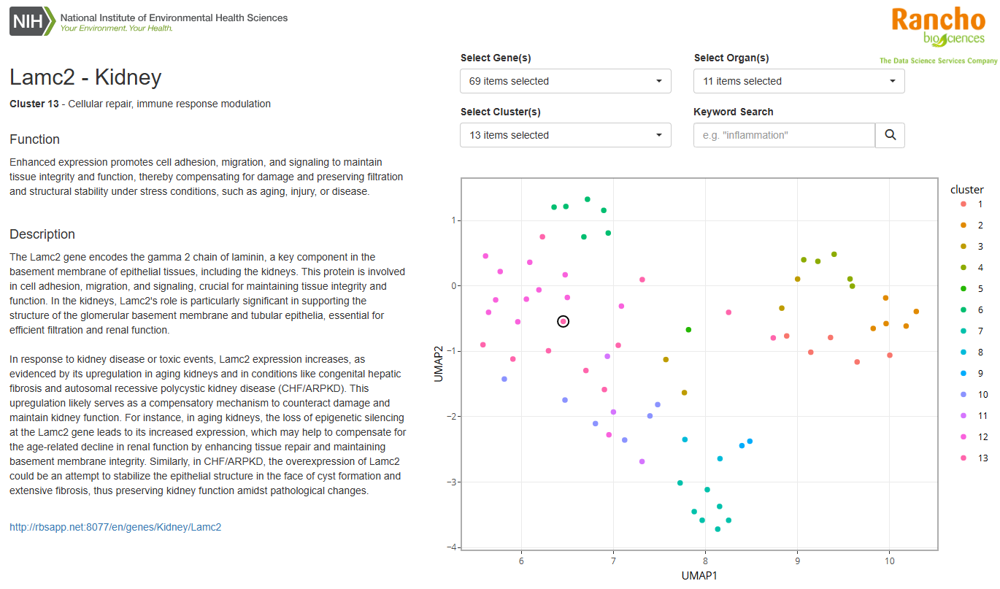 NIH National Institute of Environmental Health Sciences
Your Environment. Your Health.
Rancho
biosciences
The Data Science Services Company
Lamc2 - Kidney
Cluster 13 - Cellular repair, immune response modulation
Function
Enhanced expression promotes cell adhesion, migration, and signaling to maintain
tissue integrity and function, thereby compensating for damage and preserving filtration
and structural stability under stress conditions, such as aging, injury, or disease.
Description
The Lamc2 gene encodes the gamma 2 chain of laminin, a key component in the
basement membrane of epithelial tissues, including the kidneys. This protein is involved
in cell adhesion, migration, and signaling, crucial for maintaining tissue integrity and
function. In the kidneys, Lamc2's role is particularly significant in supporting the
structure of the glomerular basement membrane and tubular epithelia, essential for
efficient filtration and renal function.
In response to kidney disease or toxic events, Lamc2 expression increases, as
evidenced by its upregulation in aging kidneys and in conditions like congenital hepatic
fibrosis and autosomal recessive polycystic kidney disease (CHF/ARPKD). This
upregulation likely serves as a compensatory mechanism to counteract damage and
maintain kidney function. For instance, in aging kidneys, the loss of epigenetic silencing
at the Lamc2 gene leads to its increased expression, which may help to compensate for
the age-related decline in renal function by enhancing tissue repair and maintaining
basement membrane integrity. Similarly, in CHF/ARPKD, the overexpression of Lamc2
could be an attempt to stabilize the epithelial structure in the face of cyst formation and
extensive fibrosis, thus preserving kidney function amidst pathological changes.
http://rbsapp.net:8077/en/genes/Kidney/Lamc2
Select Gene(s)
69 items selected
Select Organ(s)
11 items selected
Select Cluster(s)
13 items selected
Keyword Search
e.g. "inflammation"
UMAP2
1
0
−1
−2
−3
−4
6
7
8
9
10
UMAP1
cluster
1
2
3
4
5
6
7
8
9
10
11
12
13